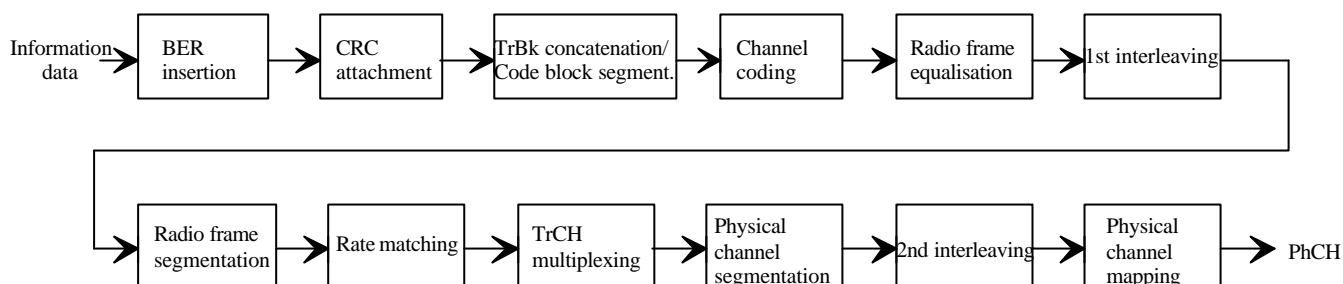 Information
data
BER
insertion
CRC
attachment
TrBk concatenation/
Code block segment.
Channel
coding
Radio frame
equalisation
1st interleaving
Radio frame
segmentation
Rate matching
TrCH
multiplexing
Physical
channel
segmentation
2nd interleaving
Physical
channel
mapping
PhCH